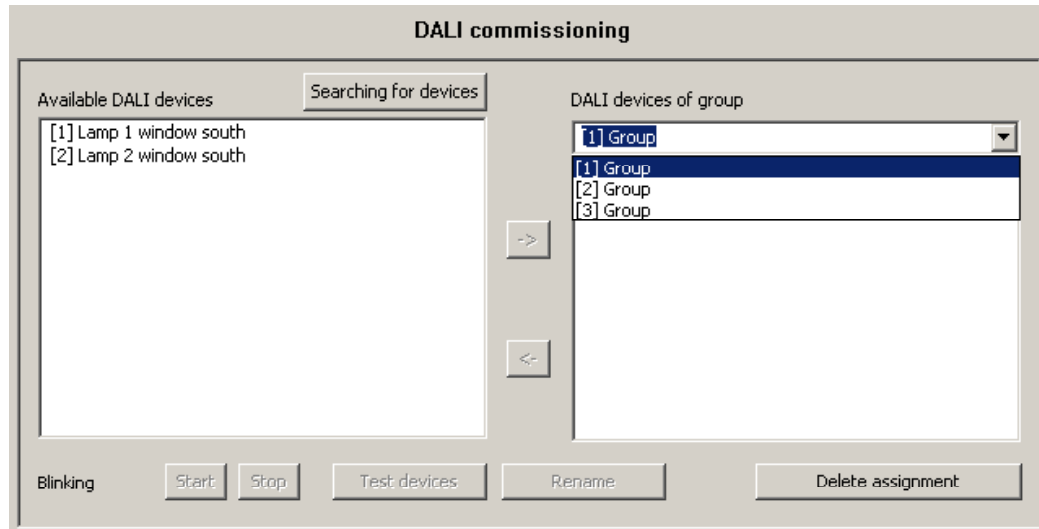 DALI commissioning
Available DALI devices
Searching for devices
[1] Lamp 1 window south
[2] Lamp 2 window south
->
<-
DALI devices of group
[1] Group
[1] Group
[2] Group
[3] Group
Blinking
Start
Stop
Test devices
Rename
Delete assignment